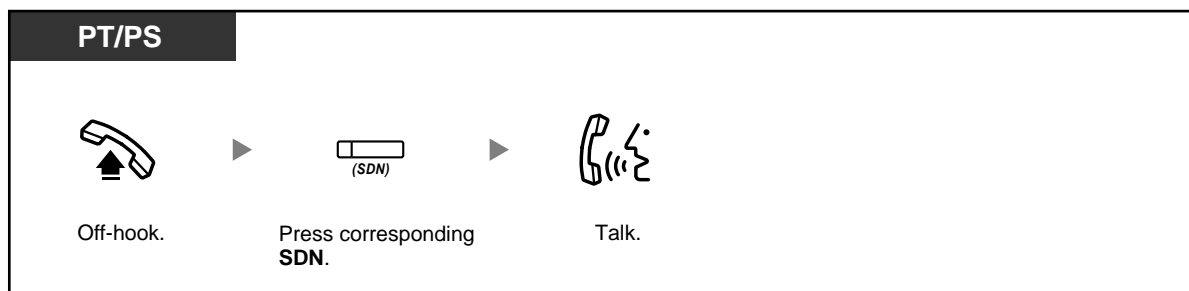 PT/PS
(SDN)
Off-hook.
Press corresponding
SDN.
Talk.